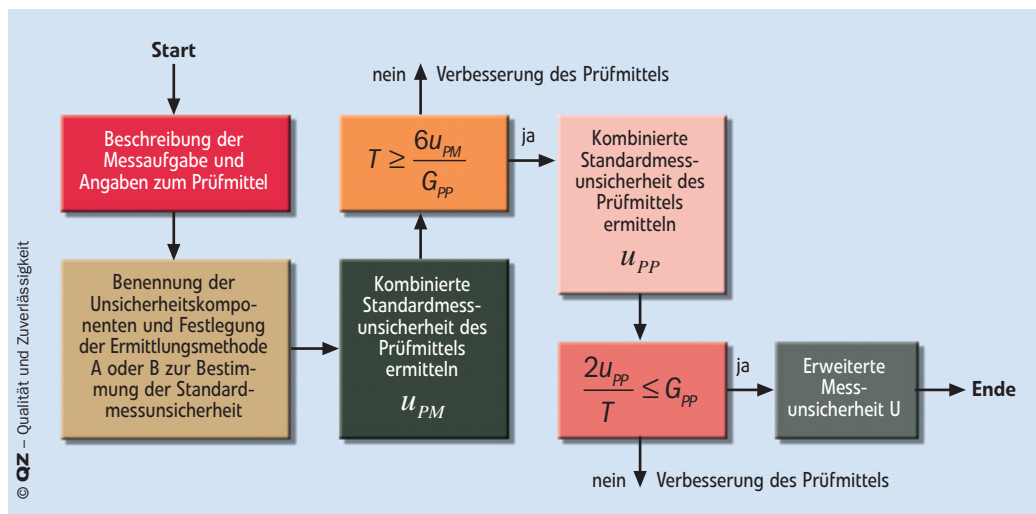 Start
Beschreibung der
Messaufgabe und
Angaben zum Prüfmittel
Benennung der
Unsicherheitskompo-
nenten und Festlegung
der Ermittlungsmethode
A oder B zur Bestim-
mung der Standard-
messunsicherheit
Kombinierte
Standardmess-
unsicherheit des
Prüfmittels
ermitteln
u_PM
nein Verbesserung des Prüfmittels
T ≥ 6u_PM / G_PP
ja
Kombinierte
Standardmess-
unsicherheit des
Prüfmittels
ermitteln
u_PP
2u_PP / T ≤ G_PP
ja
nein Verbesserung des Prüfmittels
Erweiterte
Mess-
unsicherheit U
Ende
© QZ – Qualität und Zuverlässigkeit